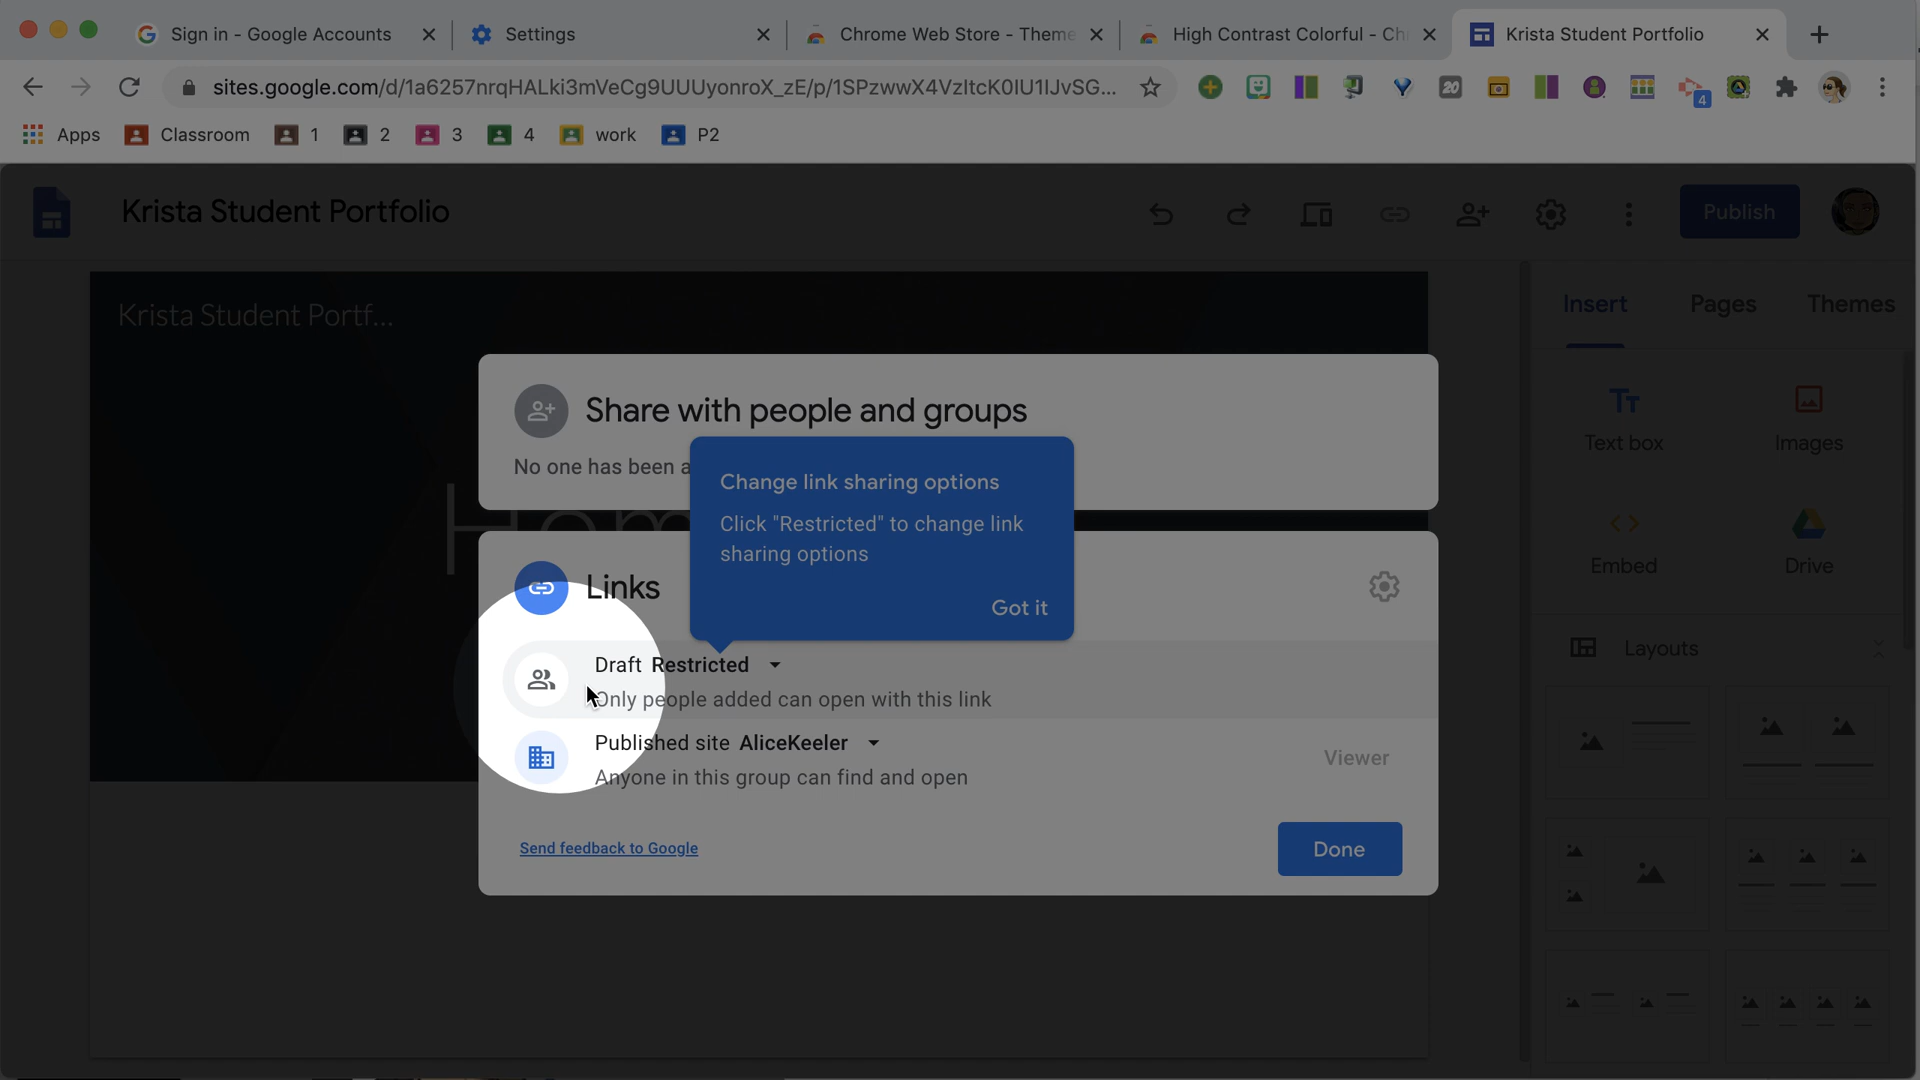 Sign in - Google Accounts
Settings
Chrome Web Store - Theme
High Contrast Colorful - Ch
Krista Student Portfolio
sites.google.com/d/1a6257nrqHALki3mVeCg9UUUyonroX_zE/p/1SPzwwX4VzItcK0IU1IJvSG...
20
4
Apps
Classroom
1
2
3
4
work
P2
Krista Student Portfolio
Publish
Krista Student Portf...
Insert
Pages
Themes
Share with people and groups
No one has been a
Change link sharing options
Click "Restricted" to change link
sharing options
Got it
Hom
Text box
Images
Embed
Drive
Links
Layouts
Draft Restricted
Only people added can open with this link
Published site AliceKeeler
Anyone in this group can find and open
Viewer
Send feedback to Google
Done